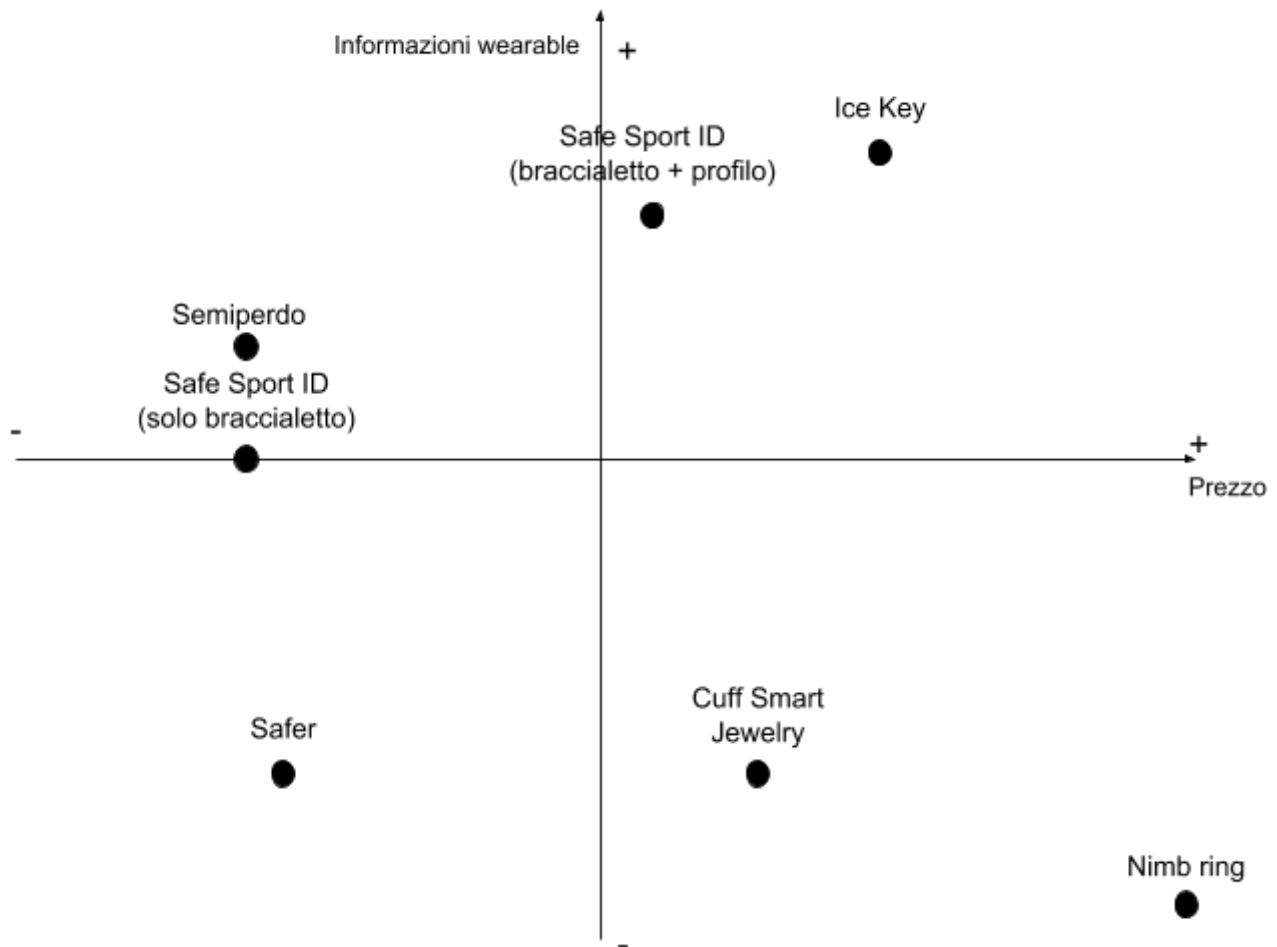 Informazioni wearable
+
Ice Key
Safe Sport ID
(braccialetto + profilo)
Semiperdo
Safe Sport ID
(solo braccialetto)
-
+
Prezzo
Cuff Smart
Jewelry
Safer
Nimb ring
-